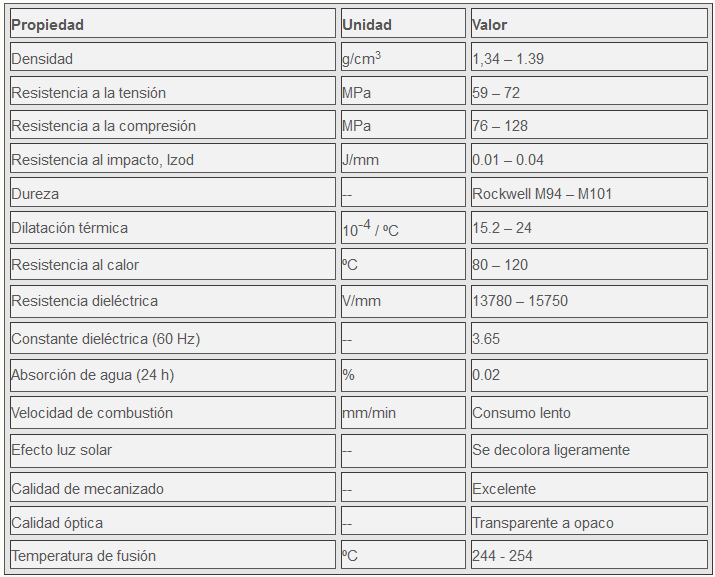 Propiedad Unidad Valor
Densidad g/cm³ 1,34 – 1.39
Resistencia a la tensión MPa 59 – 72
Resistencia a la compresión MPa 76 – 128
Resistencia al impacto, Izod J/mm 0.01 – 0.04
Dureza -- Rockwell M94 – M101
Dilatación térmica 10⁻⁴ / ºC 15.2 – 24
Resistencia al calor ºC 80 – 120
Resistencia dieléctrica V/mm 13780 – 15750
Constante dieléctrica (60 Hz) -- 3.65
Absorción de agua (24 h) % 0.02
Velocidad de combustión mm/min Consumo lento
Efecto luz solar -- Se decolora ligeramente
Calidad de mecanizado -- Excelente
Calidad óptica -- Transparente a opaco
Temperatura de fusión ºC 244 - 254